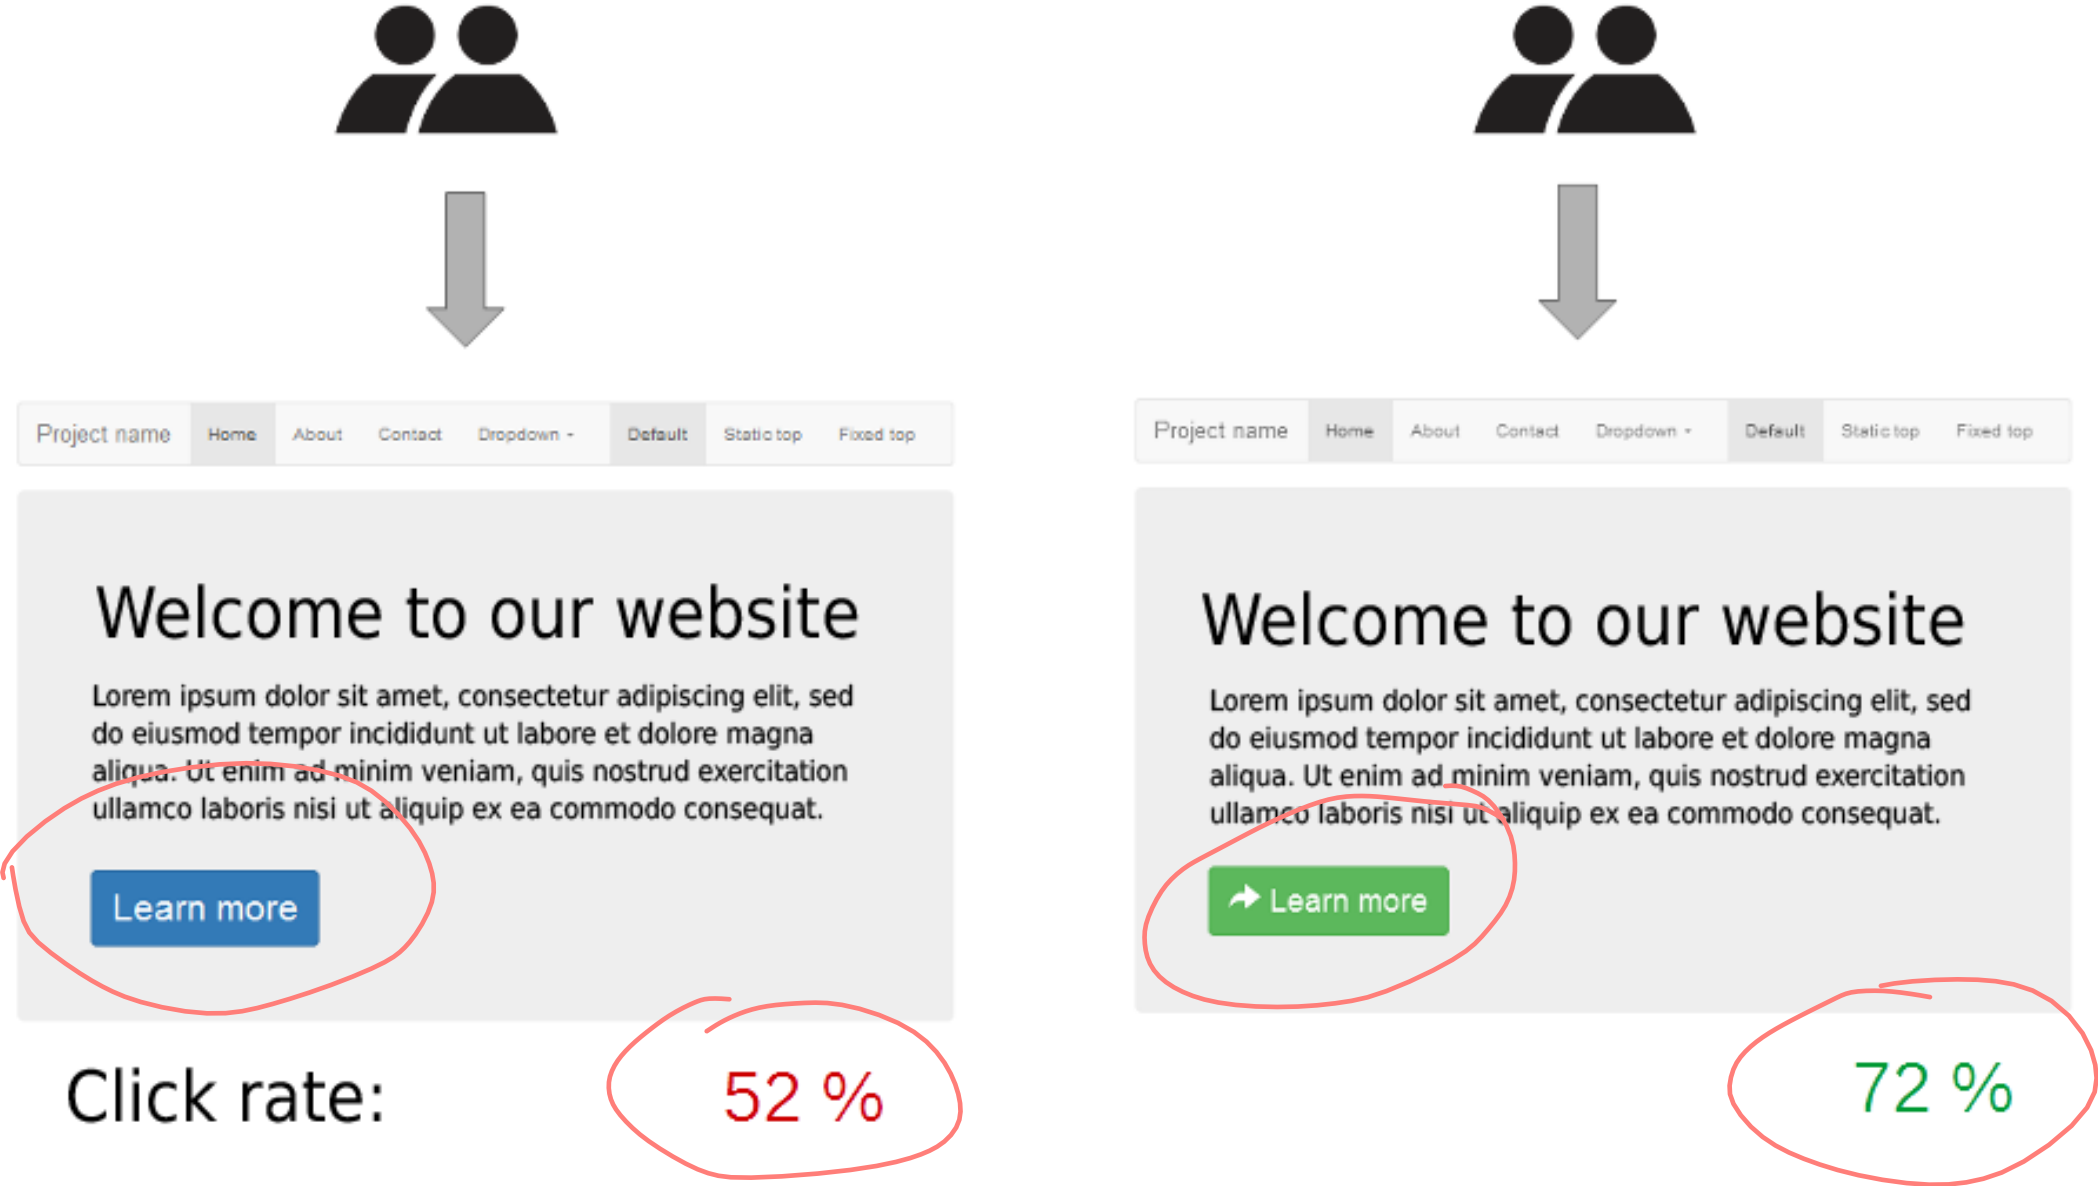 Project name Home About Contact Dropdown Default Static top Fixed top
Welcome to our website
Lorem ipsum dolor sit amet, consectetur adipiscing elit, sed
do eiusmod tempor incididunt ut labore et dolore magna
aliqua. Ut enim ad minim veniam, quis nostrud exercitation
ullamco laboris nisi ut aliquip ex ea commodo consequat.
Learn more
Click rate: 52 %
Project name Home About Contact Dropdown Default Static top Fixed top
Welcome to our website
Lorem ipsum dolor sit amet, consectetur adipiscing elit, sed
do eiusmod tempor incididunt ut labore et dolore magna
aliqua. Ut enim ad minim veniam, quis nostrud exercitation
ullamco laboris nisi ut aliquip ex ea commodo consequat.
Learn more
72 %